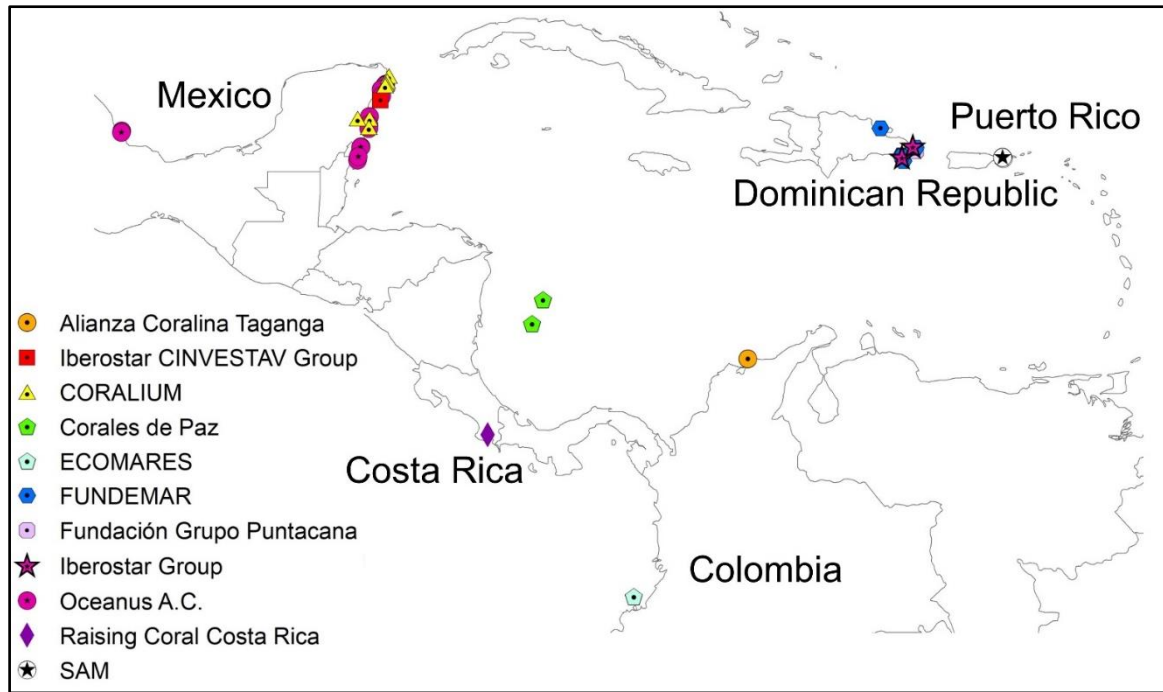 Mexico
Puerto Rico
Dominican Republic
Costa Rica
Colombia
Alianza Coralina Taganga
Iberostar CINVESTAV Group
CORALIUM
Corales de Paz
ECOMARES
FUNDEMAR
Fundación Grupo Puntacana
Iberostar Group
Oceanus A.C.
Raising Coral Costa Rica
SAM